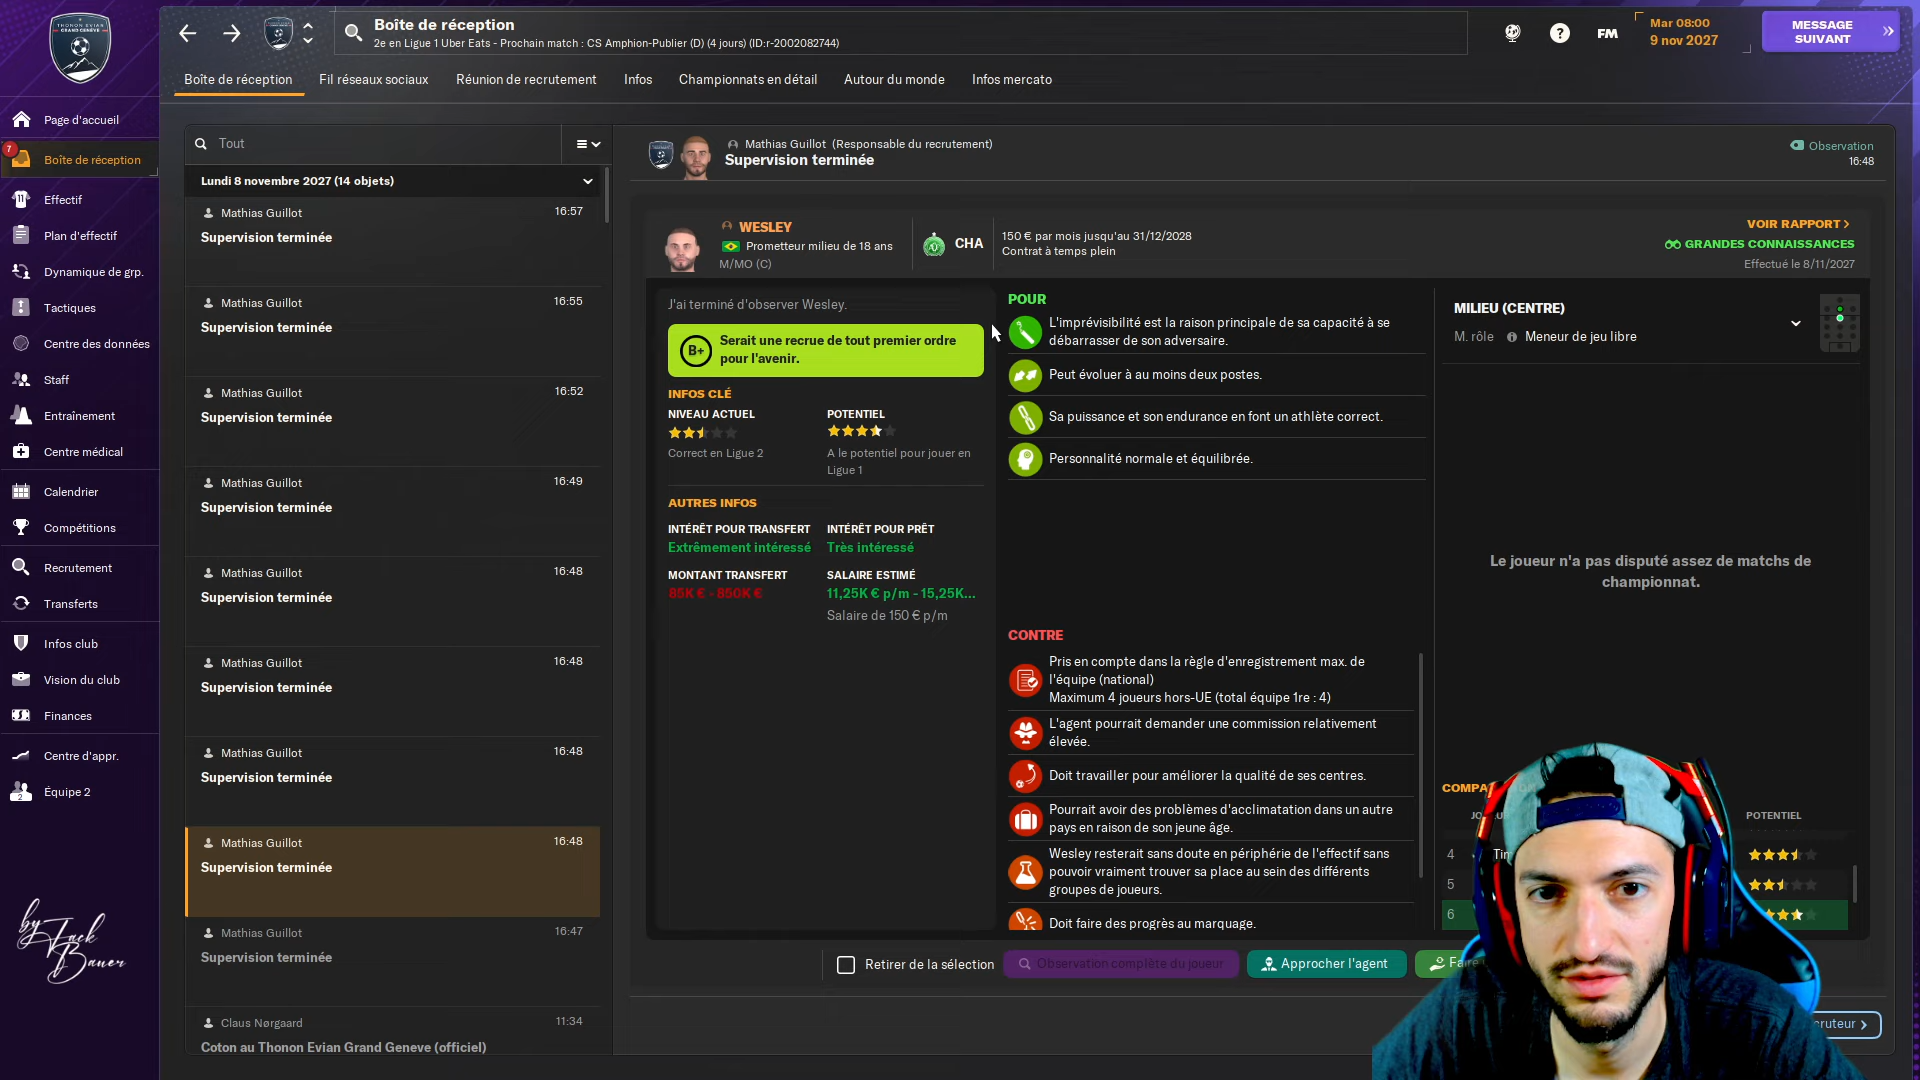 THONON EVIAN
GRAND GENÈVE
Boîte de réception
2e en Ligue 1 Uber Eats - Prochain match : CS Amphion-Publier (D) (4 jours) (ID:r-2002082744)
FM
Mar 08:00
9 nov 2027
MESSAGE
SUIVANT
Boîte de réception
Fil réseaux sociaux
Réunion de recrutement
Infos
Championnats en détail
Autour du monde
Infos mercato
Page d'accueil
7
Boîte de réception
Effectif
Plan d'effectif
Dynamique de grp.
Tactiques
Centre des données
Staff
Entraînement
Centre médical
Calendrier
Compétitions
Recrutement
Transferts
Infos club
Vision du club
Finances
Centre d'appr.
Équipe 2
by Jack
Bauer
Tout
Lundi 8 novembre 2027 (14 objets)
Mathias Guillot 16:57
Supervision terminée
Mathias Guillot 16:55
Supervision terminée
Mathias Guillot 16:52
Supervision terminée
Mathias Guillot 16:49
Supervision terminée
Mathias Guillot 16:48
Supervision terminée
Mathias Guillot 16:48
Supervision terminée
Mathias Guillot 16:48
Supervision terminée
Mathias Guillot 16:48
Supervision terminée
Mathias Guillot 16:47
Supervision terminée
Claus Nørgaard 11:34
Coton au Thonon Evian Grand Geneve (officiel)
Mathias Guillot (Responsable du recrutement)
Supervision terminée
Observation
16:48
WESLEY
Prometteur milieu de 18 ans
M/MO (C)
CHA
150 € par mois jusqu'au 31/12/2028
Contrat à temps plein
VOIR RAPPORT
GRANDES CONNAISSANCES
Effectué le 8/11/2027
J'ai terminé d'observer Wesley.
B+
Serait une recrue de tout premier ordre
pour l'avenir.
INFOS CLÉ
NIVEAU ACTUEL
Correct en Ligue 2
POTENTIEL
A le potentiel pour jouer en
Ligue 1
AUTRES INFOS
INTÉRÊT POUR TRANSFERT
Extrêmement intéressé
INTÉRÊT POUR PRÊT
Très intéressé
MONTANT TRANSFERT
85K € - 850K €
SALAIRE ESTIMÉ
11,25K € p/m - 15,25K...
Salaire de 150 € p/m
POUR
L'imprévisibilité est la raison principale de sa capacité à se
débarrasser de son adversaire.
Peut évoluer à au moins deux postes.
Sa puissance et son endurance en font un athlète correct.
Personnalité normale et équilibrée.
CONTRE
Pris en compte dans la règle d'enregistrement max. de
l'équipe (national)
Maximum 4 joueurs hors-UE (total équipe 1re : 4)
L'agent pourrait demander une commission relativement
élevée.
Doit travailler pour améliorer la qualité de ses centres.
Pourrait avoir des problèmes d'acclimatation dans un autre
pays en raison de son jeune âge.
Wesley resterait sans doute en périphérie de l'effectif sans
pouvoir vraiment trouver sa place au sein des différents
groupes de joueurs.
Doit faire des progrès au marquage.
MILIEU (CENTRE)
M. rôle Meneur de jeu libre
Le joueur n'a pas disputé assez de matchs de
championnat.
POTENTIEL
4
5
6
Retirer de la sélection
Observation complète du joueur
Approcher l'agent